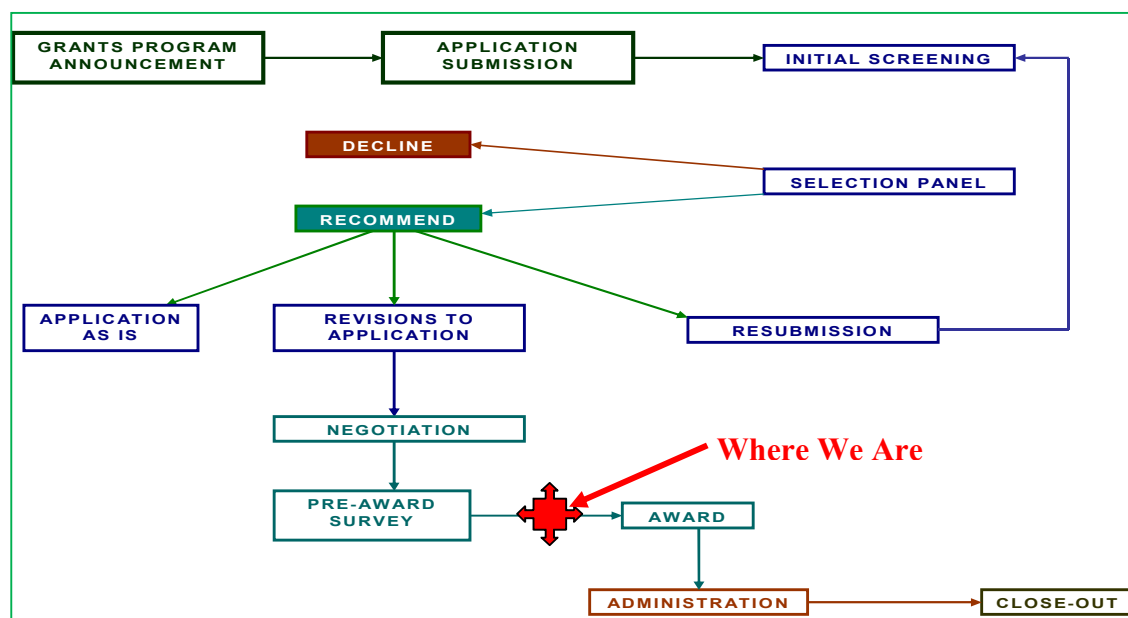 GRANTS PROGRAM
ANNOUNCEMENT
APPLICATION
SUBMISSION
INITIAL SCREENING
DECLINE
SELECTION PANEL
RECOMMEND
APPLICATION
AS IS
REVISIONS TO
APPLICATION
RESUBMISSION
NEGOTIATION
Where We Are
PRE-AWARD
SURVEY
AWARD
ADMINISTRATION
CLOSE-OUT